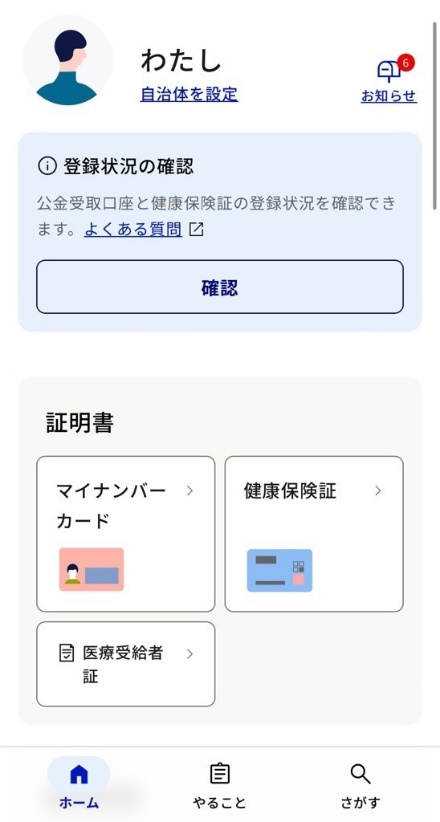 わたし
自治体を設定
6
お知らせ
登録状況の確認
公金受取口座と健康保険証の登録状況を確認でき
ます。よくある質問
確認
証明書
マイナンバー
カード
健康保険証
医療受給者
証
ホーム
やること
さがす